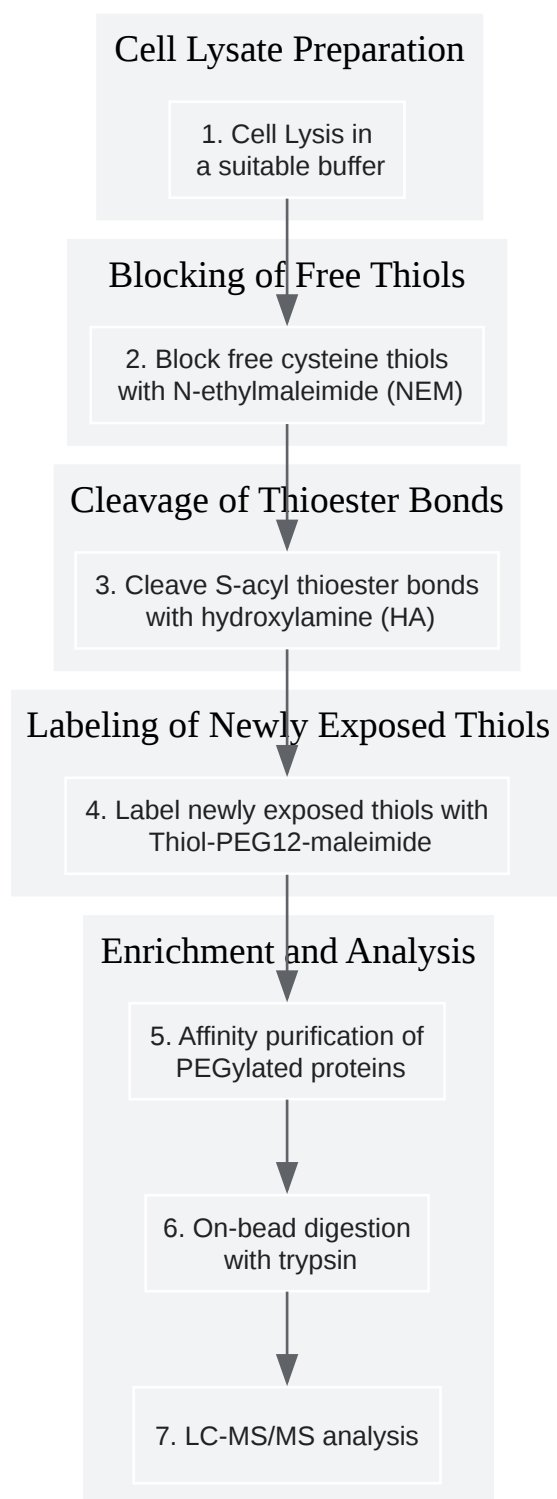 Cell Lysate Preparation
1. Cell Lysis in
a suitable buffer
Blocking of Free Thiols
2. Block free cysteine thiols
with N-ethylmaleimide (NEM)
Cleavage of Thioester Bonds
3. Cleave S-acyl thioester bonds
with hydroxylamine (HA)
Labeling of Newly Exposed Thiols
4. Label newly exposed thiols with
Thiol-PEG12-maleimide
Enrichment and Analysis
5. Affinity purification of
PEGylated proteins
6. On-bead digestion
with trypsin
7. LC-MS/MS analysis